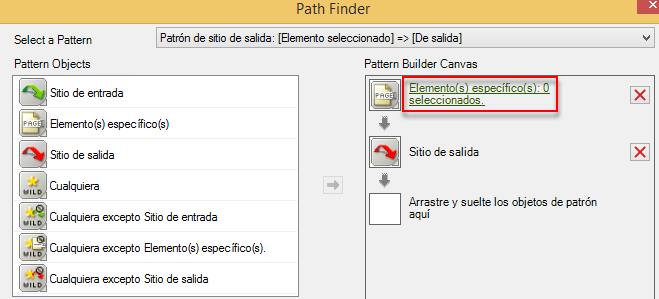 Path Finder
Select a Pattern
Patrón de sitio de salida: [Elemento seleccionado] => [De salida]
Pattern Objects
Sitio de entrada
PAGE
Elemento(s) específico(s)
Sitio de salida
WILD
Cualquiera
WILD
Cualquiera excepto Sitio de entrada
WILD
Cualquiera excepto Elemento(s) específico(s).
WILD
Cualquiera excepto Sitio de salida
Pattern Builder Canvas
PAGE
Elemento(s) específico(s): 0
seleccionados.
Sitio de salida
Arrastre y suelte los objetos de patrón
aquí